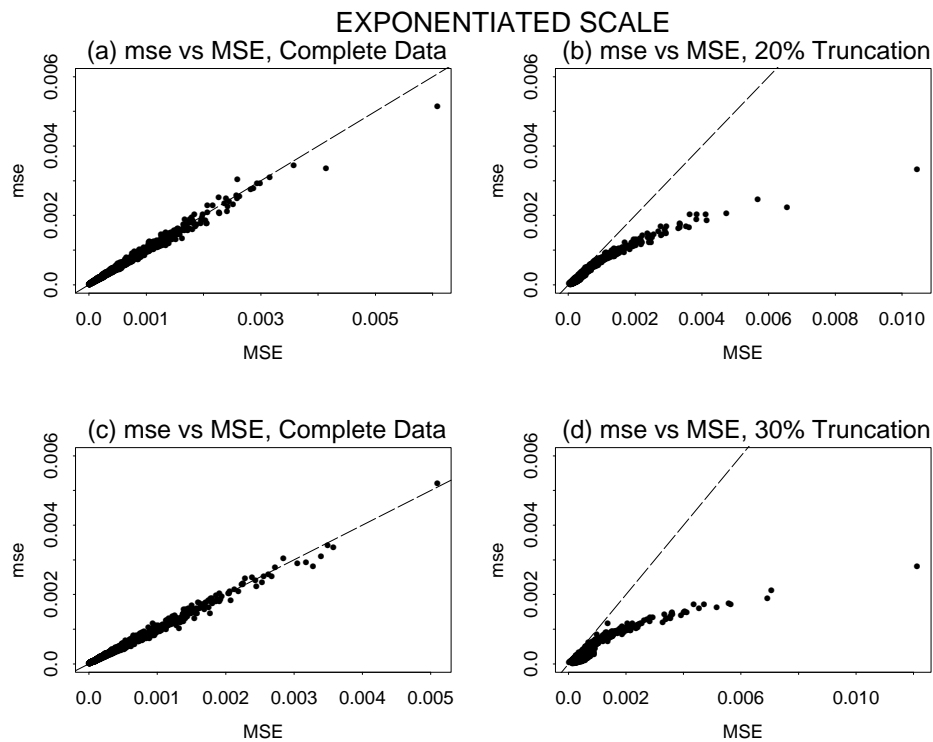 EXPONENTIATED SCALE
(a) mse vs MSE, Complete Data
mse
0.0 0.002 0.004 0.006
0.0 0.001 0.003 0.005
MSE
(b) mse vs MSE, 20% Truncation
mse
0.0 0.002 0.004 0.006
0.0 0.002 0.004 0.006 0.008 0.010
MSE
(c) mse vs MSE, Complete Data
mse
0.0 0.002 0.004 0.006
0.0 0.001 0.002 0.003 0.004 0.005
MSE
(d) mse vs MSE, 30% Truncation
mse
0.0 0.002 0.004 0.006
0.0 0.002 0.006 0.010
MSE